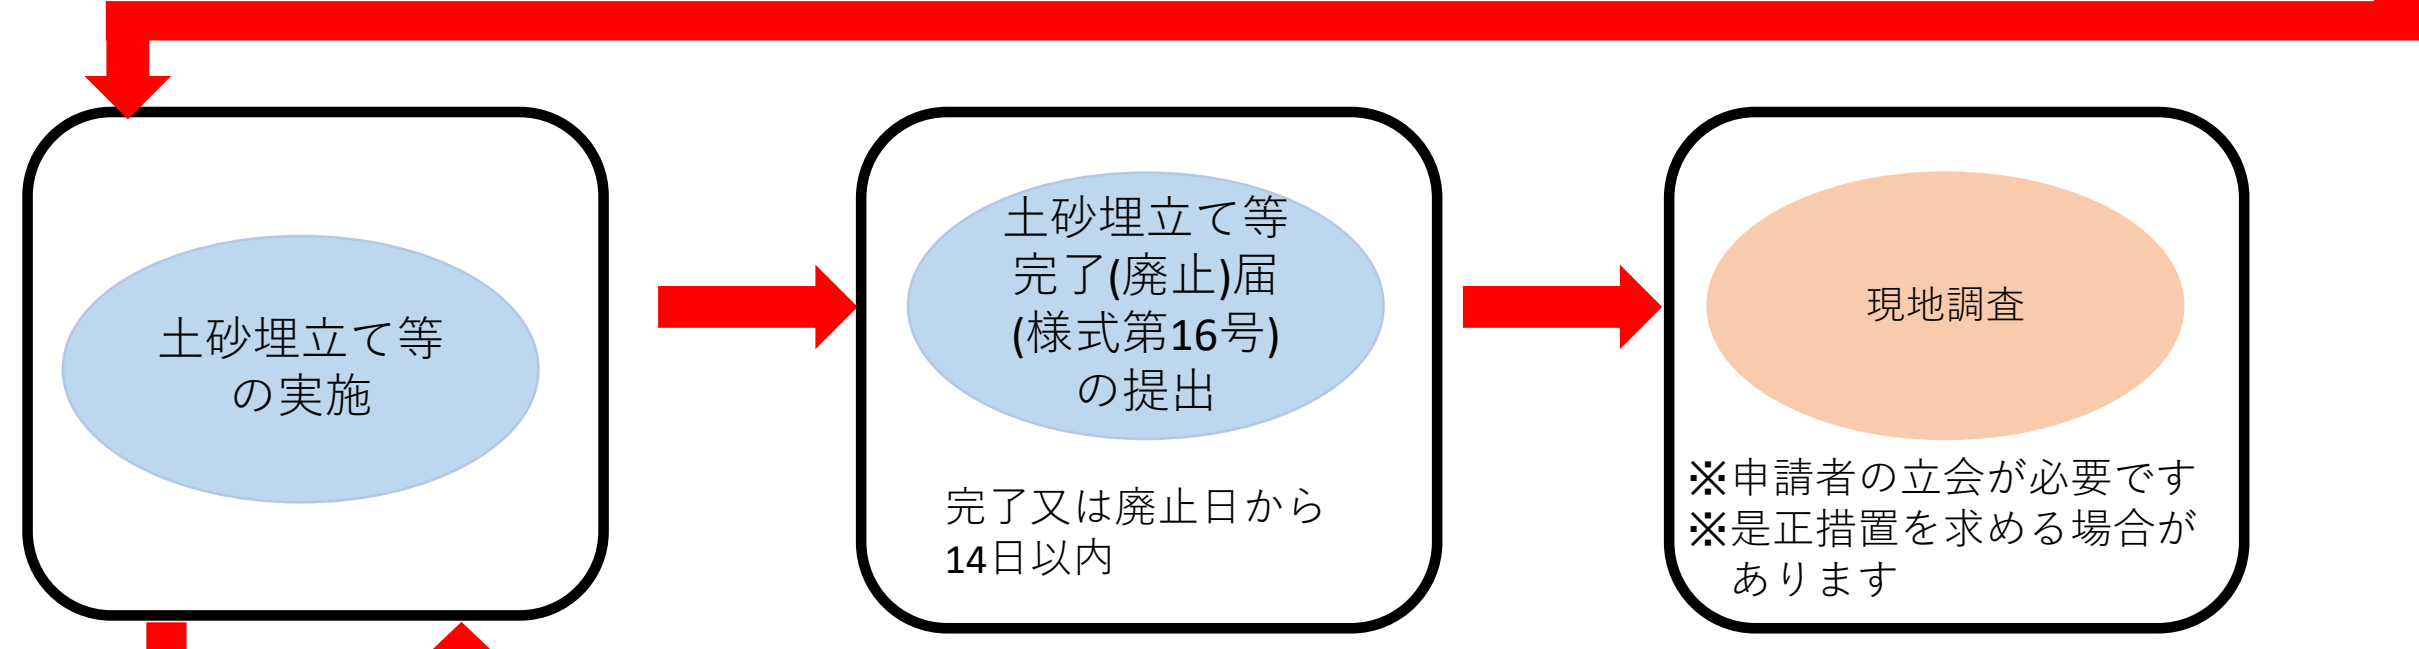 土砂埋立て等
の実施
土砂埋立て等
完了(廃止)届
(様式第16号)
の提出
完了又は廃止日から
14日以内
現地調査
※申請者の立会が必要です
※是正措置を求める場合が
あります